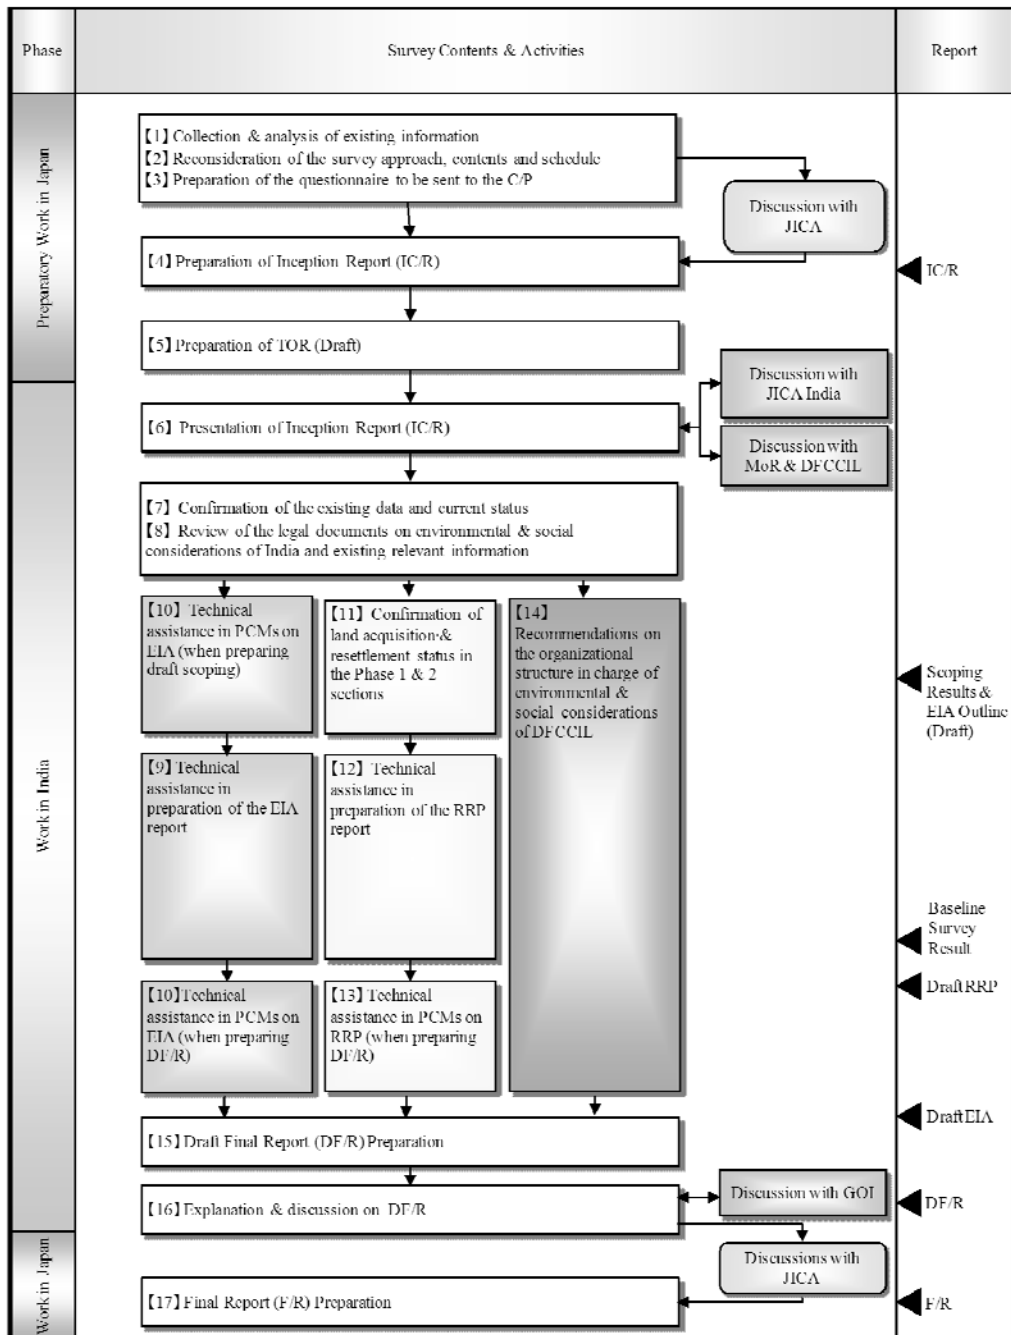 Phase
Survey Contents & Activities
Report
Preparatory Work in Japan
【1】Collection & analysis of existing information
【2】Reconsideration of the survey approach, contents and schedule
【3】Preparation of the questionnaire to be sent to the C/P
Discussion with
JICA
【4】Preparation of Inception Report (IC/R)
IC/R
【5】Preparation of TOR (Draft)
Work in India
Discussion with
JICA India
【6】Presentation of Inception Report (IC/R)
Discussion with
MoR & DFCCIL
【7】Confirmation of the existing data and current status
【8】Review of the legal documents on environmental & social
considerations of India and existing relevant information
【10】Technical
assistance in PCMs on
EIA (when preparing
draft scoping)
【11】Confirmation of
land acquisition·&
resettlement status in
the Phase 1 & 2
sections
【14】
Recommendations on
the organizational
structure in charge of
environmental &
social considerations
of DFCCIL
Scoping
Results &
EIA Outline
(Draft)
【9】Technical
assistance in
preparation of the EIA
report
【12】Technical
assistance in
preparation of the RRP
report
Baseline
Survey
Result
Draft RRP
【10】Technical
assistance in PCMs on
EIA (when preparing
DF/R)
【13】Technical
assistance in PCMs on
RRP (when preparing
DF/R)
Draft EIA
【15】Draft Final Report (DF/R) Preparation
【16】Explanation & discussion on DF/R
Discussion with GOI
DF/R
Work in Japan
Discussions with
JICA
【17】Final Report (F/R) Preparation
F/R